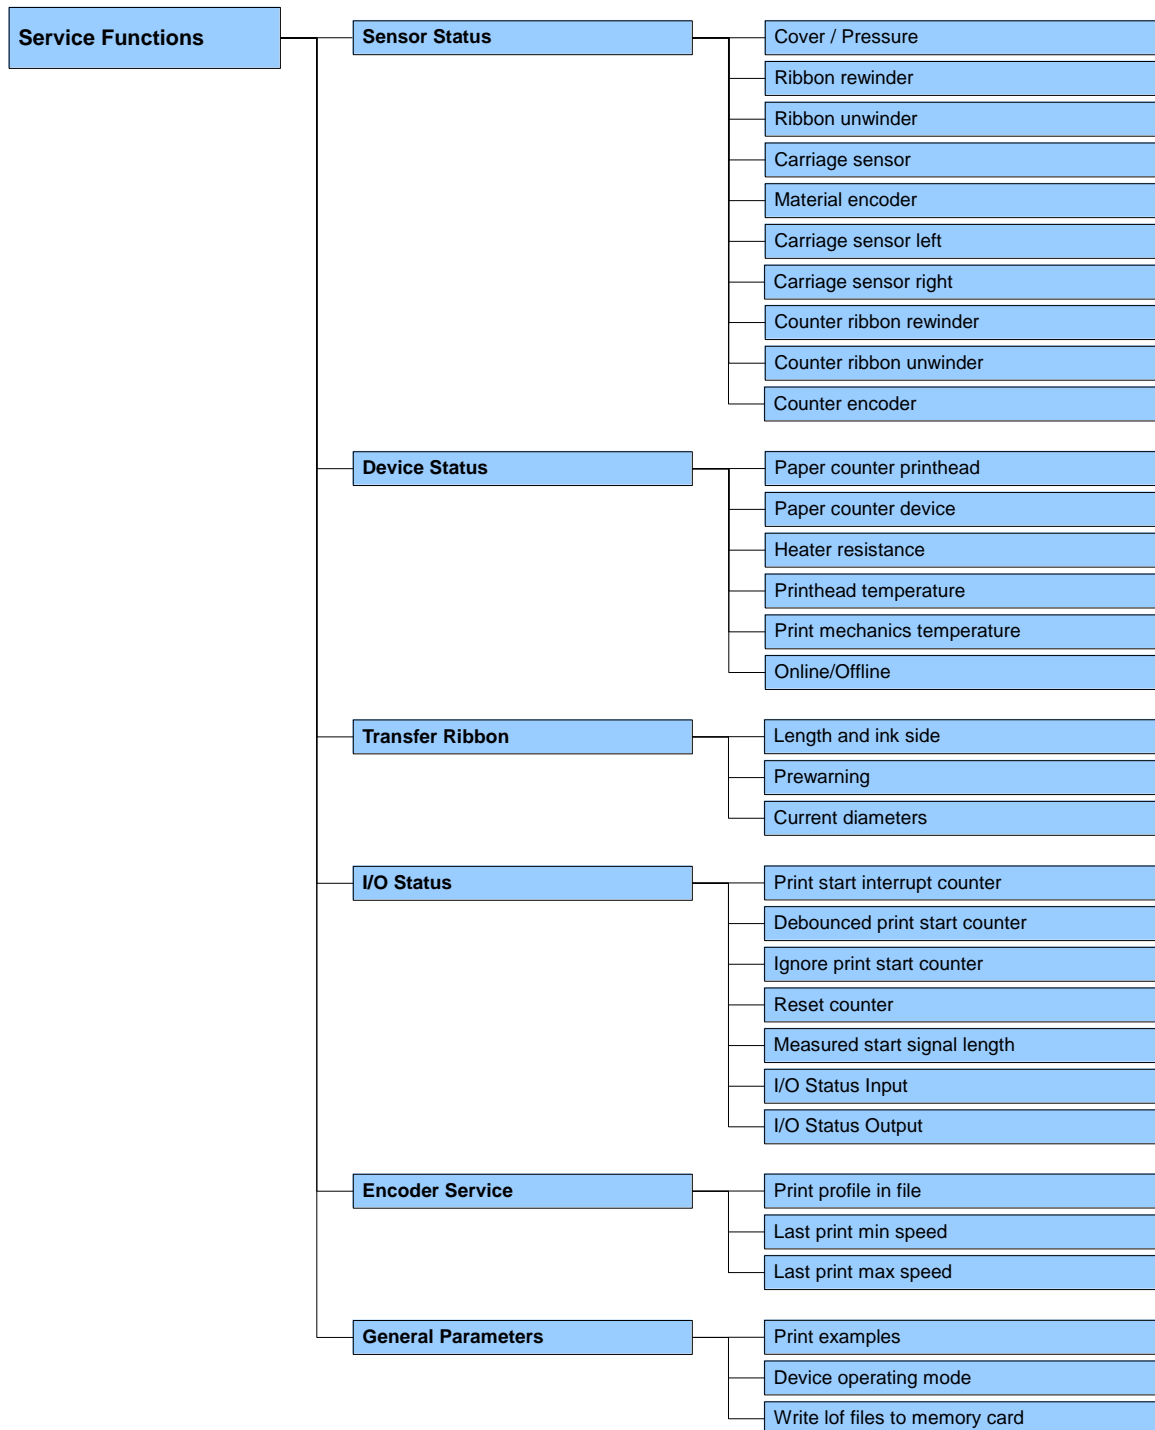 Service Functions
Sensor Status
Cover / Pressure
Ribbon rewinder
Ribbon unwinder
Carriage sensor
Material encoder
Carriage sensor left
Carriage sensor right
Counter ribbon rewinder
Counter ribbon unwinder
Counter encoder
Device Status
Paper counter printhead
Paper counter device
Heater resistance
Printhead temperature
Print mechanics temperature
Online/Offline
Transfer Ribbon
Length and ink side
Prewarning
Current diameters
I/O Status
Print start interrupt counter
Debounced print start counter
Ignore print start counter
Reset counter
Measured start signal length
I/O Status Input
I/O Status Output
Encoder Service
Print profile in file
Last print min speed
Last print max speed
General Parameters
Print examples
Device operating mode
Write lof files to memory card